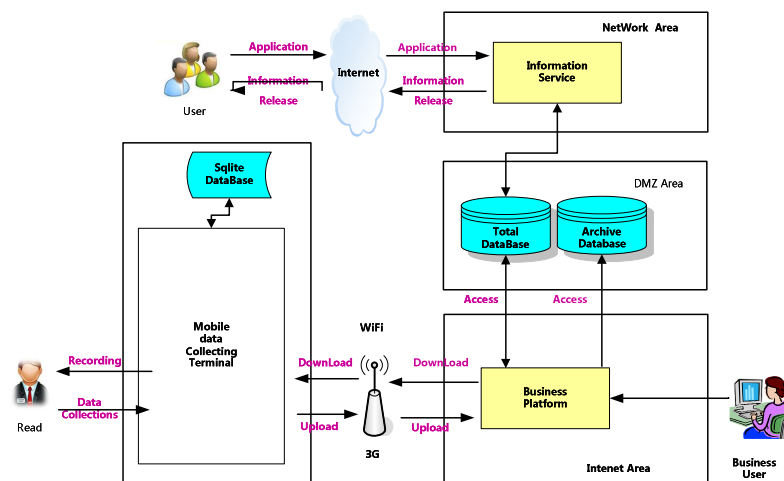 NetWork Area
Application
Application
Internet
Information
Service
Information
Release
Information
Release
User
Sqlite
DataBase
DMZ Area
Total
DataBase
Archive
Database
Access
Access
Mobile
data
Collecting
Terminal
WiFi
Recording
DownLoad
DownLoad
Business
Platform
Data
Collections
Read
Upload
Upload
3G
Intenet Area
Business
User